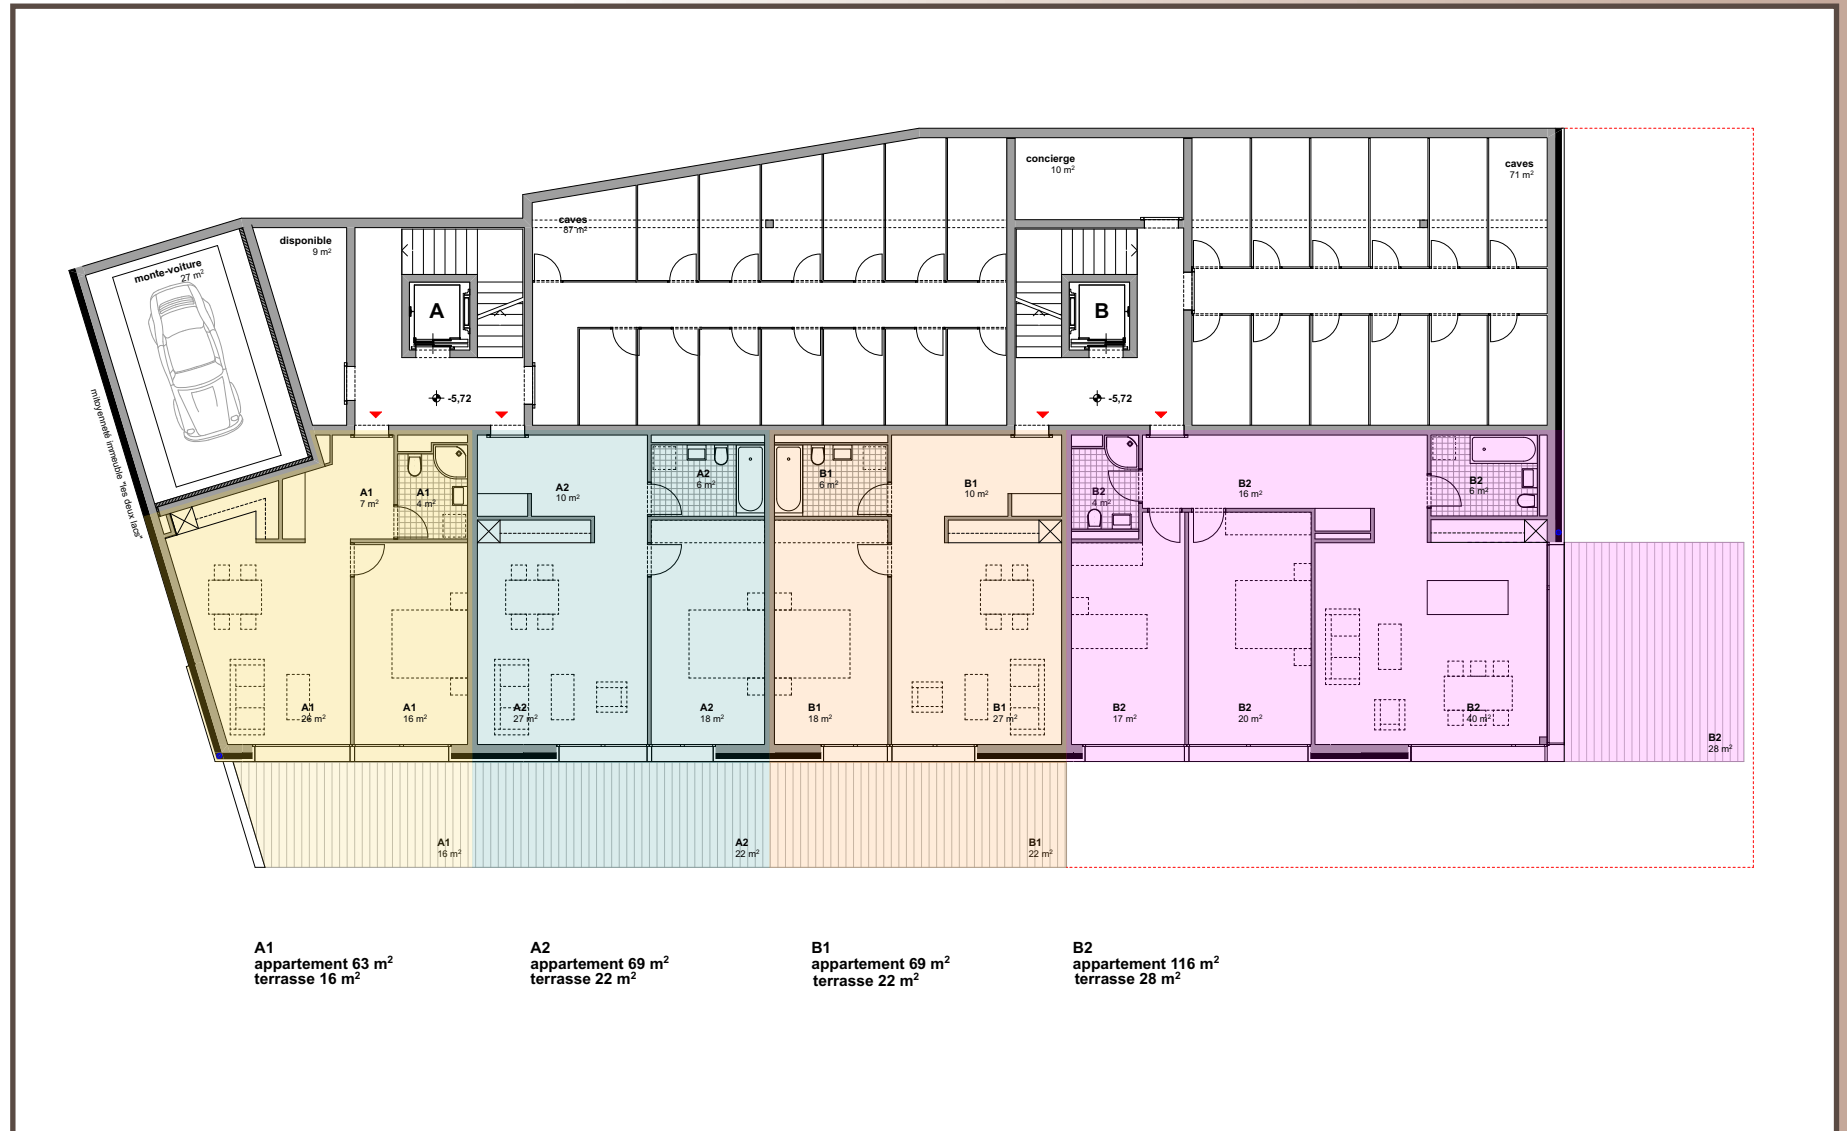 concierge
10 m²
caves
71 m²
caves
87 m²
disponible
9 m²
monte-voiture
27 m²
A
B
-5,72
-5,72
mitoyenneté immeuble "les deux lacs"
A1
7 m²
A1
4 m²
A2
10 m²
A2
6 m²
B1
6 m²
B1
10 m²
B2
4 m²
B2
16 m²
B2
6 m²
A1
26 m²
A1
16 m²
A2
27 m²
A2
18 m²
B1
18 m²
B1
27 m²
B2
17 m²
B2
20 m²
B2
40 m²
B2
28 m²
A1
16 m²
A2
22 m²
B1
22 m²
A1
appartement 63 m²
terrasse 16 m²
A2
appartement 69 m²
terrasse 22 m²
B1
appartement 69 m²
terrasse 22 m²
B2
appartement 116 m²
terrasse 28 m²